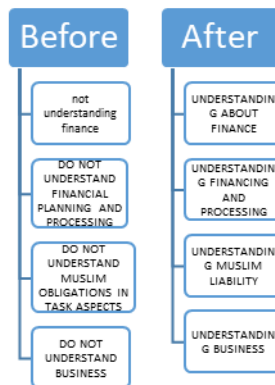 Before
not
understanding
finance
DO NOT
UNDERSTAND
FINANCIAL
PLANNING AND
PROCESSING
DO NOT
UNDERSTAND
MUSLIM
OBLIGATIONS IN
TASK ASPECTS
DO NOT
UNDERSTAND
BUSINESS
After
UNDERSTANDIN
G ABOUT
FINANCE
UNDERSTANDIN
G FINANCING
AND
PROCESSING
UNDERSTANDIN
G MUSLIM
LIABILITY
UNDERSTANDIN
G BUSINESS